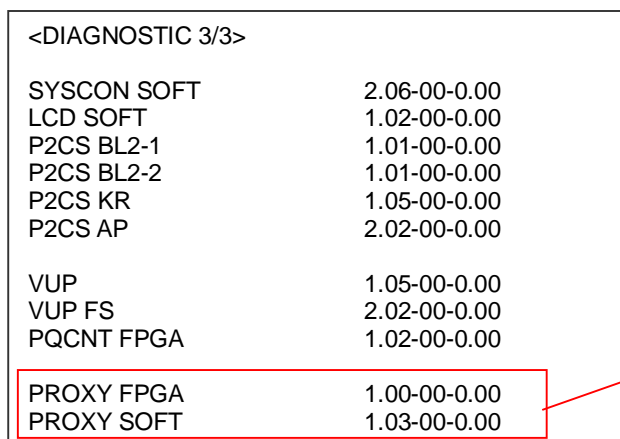 <DIAGNOSTIC 3/3>
SYSCON SOFT 2.06-00-0.00
LCD SOFT 1.02-00-0.00
P2CS BL2-1 1.01-00-0.00
P2CS BL2-2 1.01-00-0.00
P2CS KR 1.05-00-0.00
P2CS AP 2.02-00-0.00
VUP 1.05-00-0.00
VUP FS 2.02-00-0.00
PQCNT FPGA 1.02-00-0.00
PROXY FPGA 1.00-00-0.00
PROXY SOFT 1.03-00-0.00